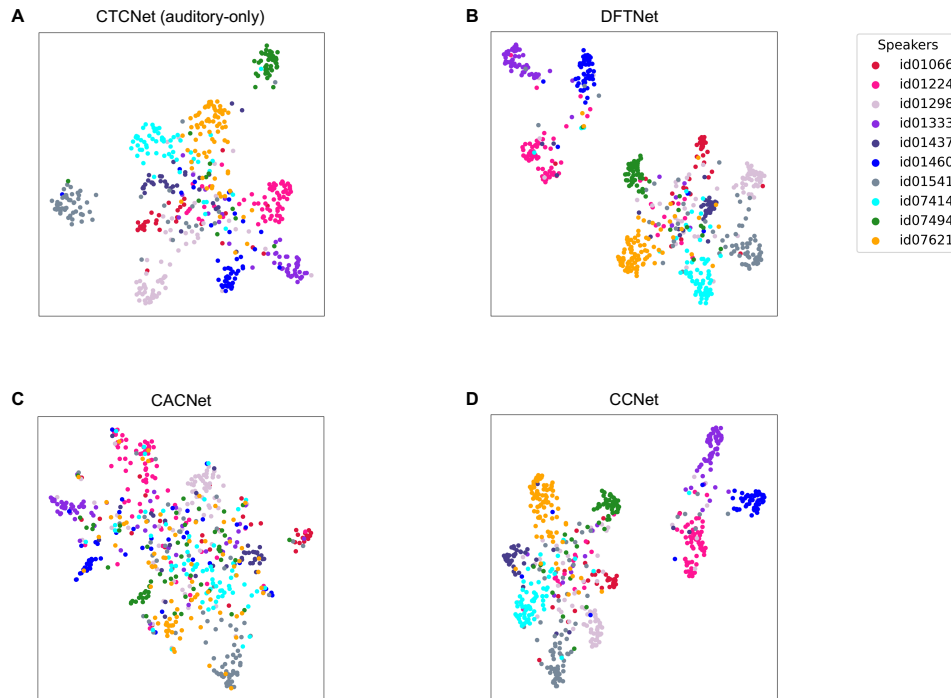 A
CTCNet (auditory-only)
B
DFTNet
Speakers
id01066
id01224
id01298
id01333
id01437
id01460
id01541
id07414
id07494
id07621
C
CACNet
D
CCNet